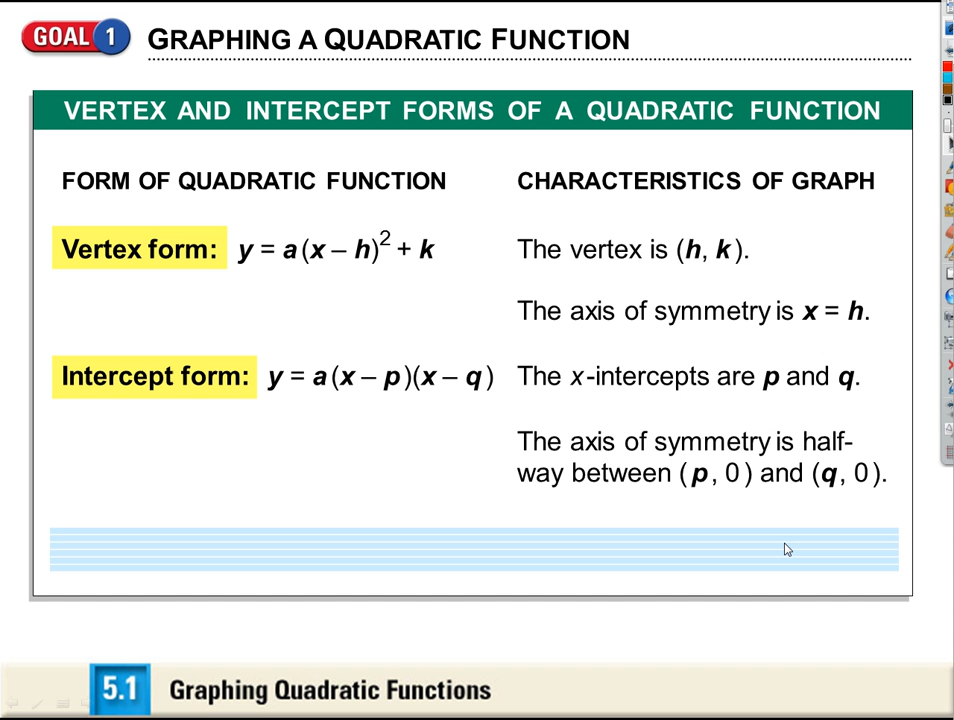 GOAL 1 GRAPHING A QUADRATIC FUNCTION
VERTEX AND INTERCEPT FORMS OF A QUADRATIC FUNCTION
FORM OF QUADRATIC FUNCTION CHARACTERISTICS OF GRAPH
Vertex form: y = a (x – h)² + k The vertex is (h, k).
The axis of symmetry is x = h.
Intercept form: y = a (x – p)(x – q) The x-intercepts are p and q.
The axis of symmetry is half-
way between (p, 0) and (q, 0).
5.1 Graphing Quadratic Functions